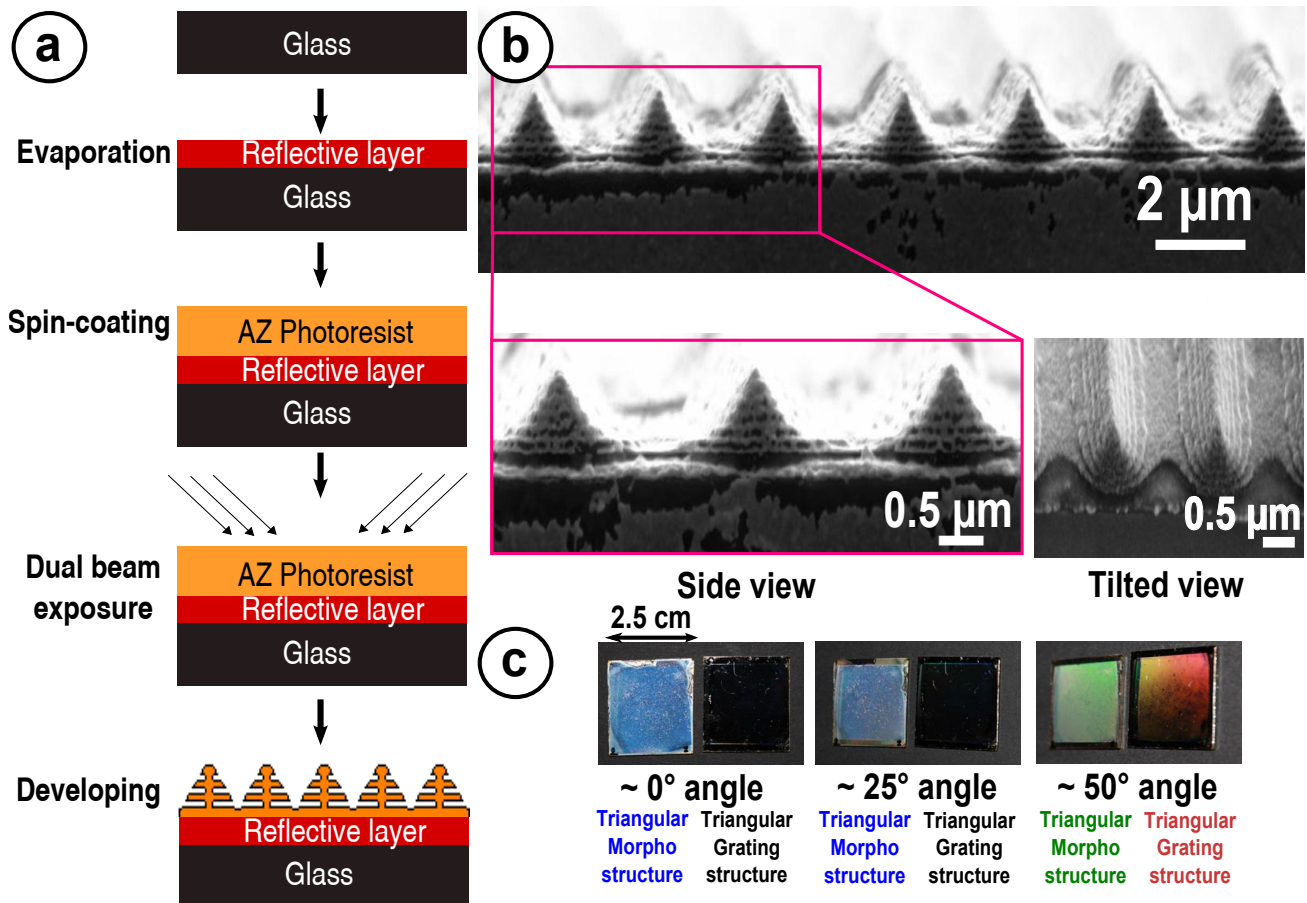 a
Glass
Evaporation
Reflective layer
Glass
Spin-coating
AZ Photoresist
Reflective layer
Glass
Dual beam
exposure
AZ Photoresist
Reflective layer
Glass
Developing
Reflective layer
Glass
b
2 µm
0.5 µm
0.5 µm
Side view
Tilted view
c
2.5 cm
~ 0° angle
~ 25° angle
~ 50° angle
Triangular
Morpho
structure
Triangular
Grating
structure
Triangular
Morpho
structure
Triangular
Grating
structure
Triangular
Morpho
structure
Triangular
Grating
structure